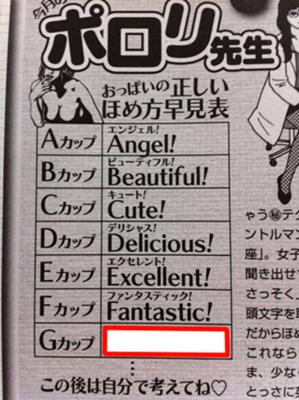 今月の
ポロリ先生
おっぱいの正しい
ほめ方早見表
Aカップ
エンジェル!
Angel!
Bカップ
ビューティフル!
Beautiful!
Cカップ
キュート!
Cute!
Dカップ
デリシャス!
Delicious!
Eカップ
エクセレント!
Excellent!
Fカップ
ファンタスティック!
Fantastic!
Gカップ
この後は自分で考えてね♡
ゃう㊙テク
ントルマン
座」。女子
聞き出せ
さっそく、
頭文字を
だからほめ
これなら
ま、少なく
とっさに